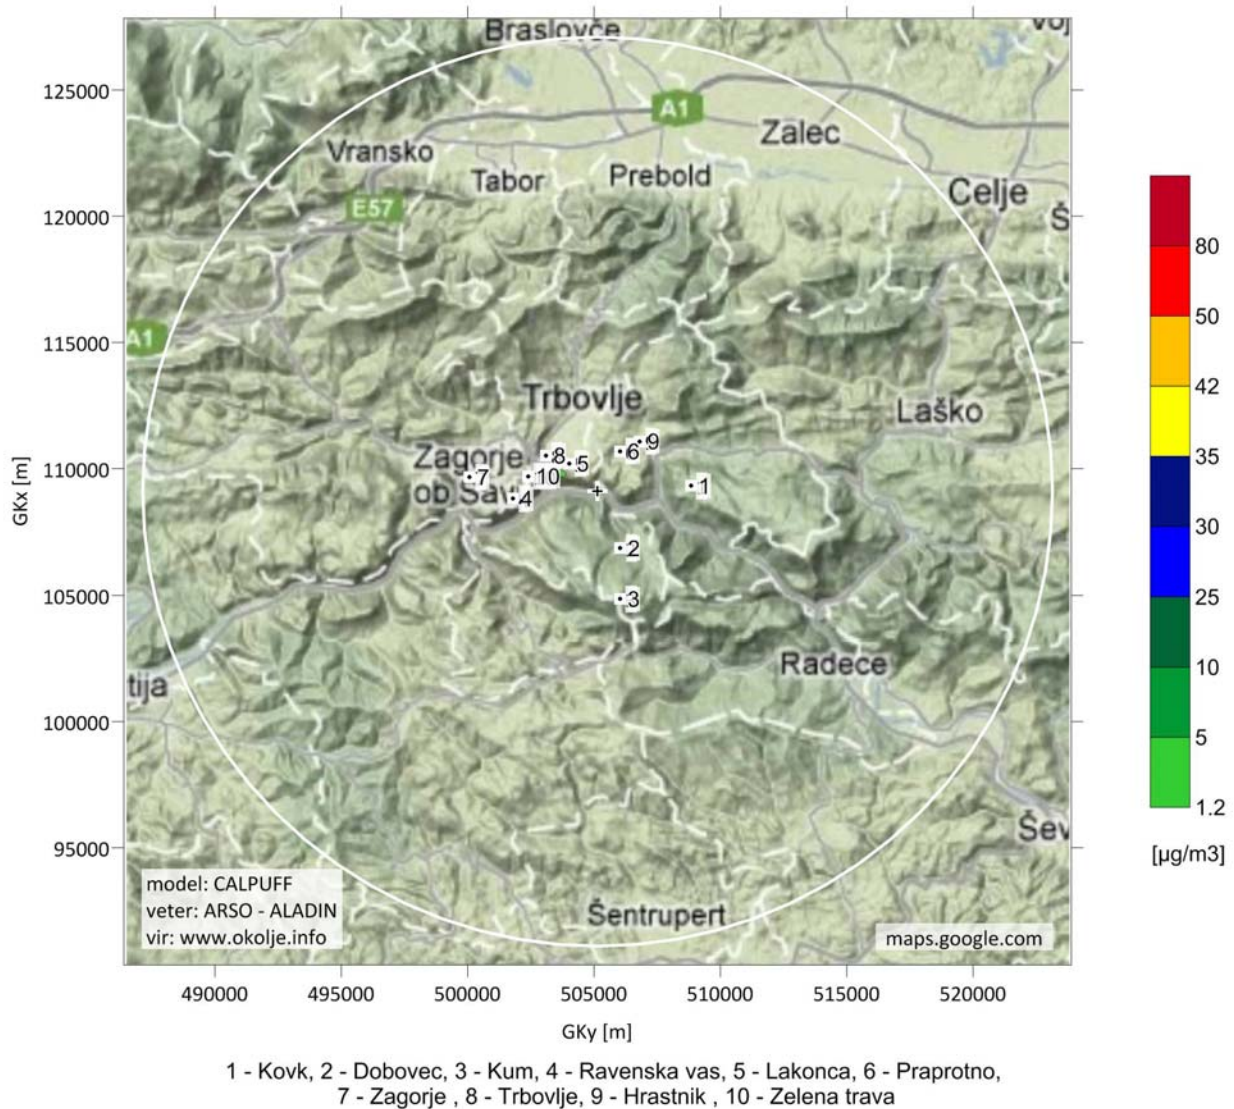 Braslovče
Voj
125000
A1
Zalec
Vransko
Tabor
Prebold
Celje
E57
120000
Š
A1
115000
80
50
42
35
30
25
10
5
1.2
[µg/m3]
Trbovlje
Laško
Zagorje
ob Sav
110000
GKx [m]
9
8
6
5
7
10
4
1
2
3
105000
Radece
tija
100000
Šev
95000
model: CALPUFF
veter: ARSO - ALADIN
vir: www.okolje.info
Šentrupert
maps.google.com
490000 495000 500000 505000 510000 515000 520000
GKy [m]
1 - Kovk, 2 - Dobovec, 3 - Kum, 4 - Ravenska vas, 5 - Lakonca, 6 - Praprotno,
7 - Zagorje , 8 - Trbovlje, 9 - Hrastnik , 10 - Zelena trava